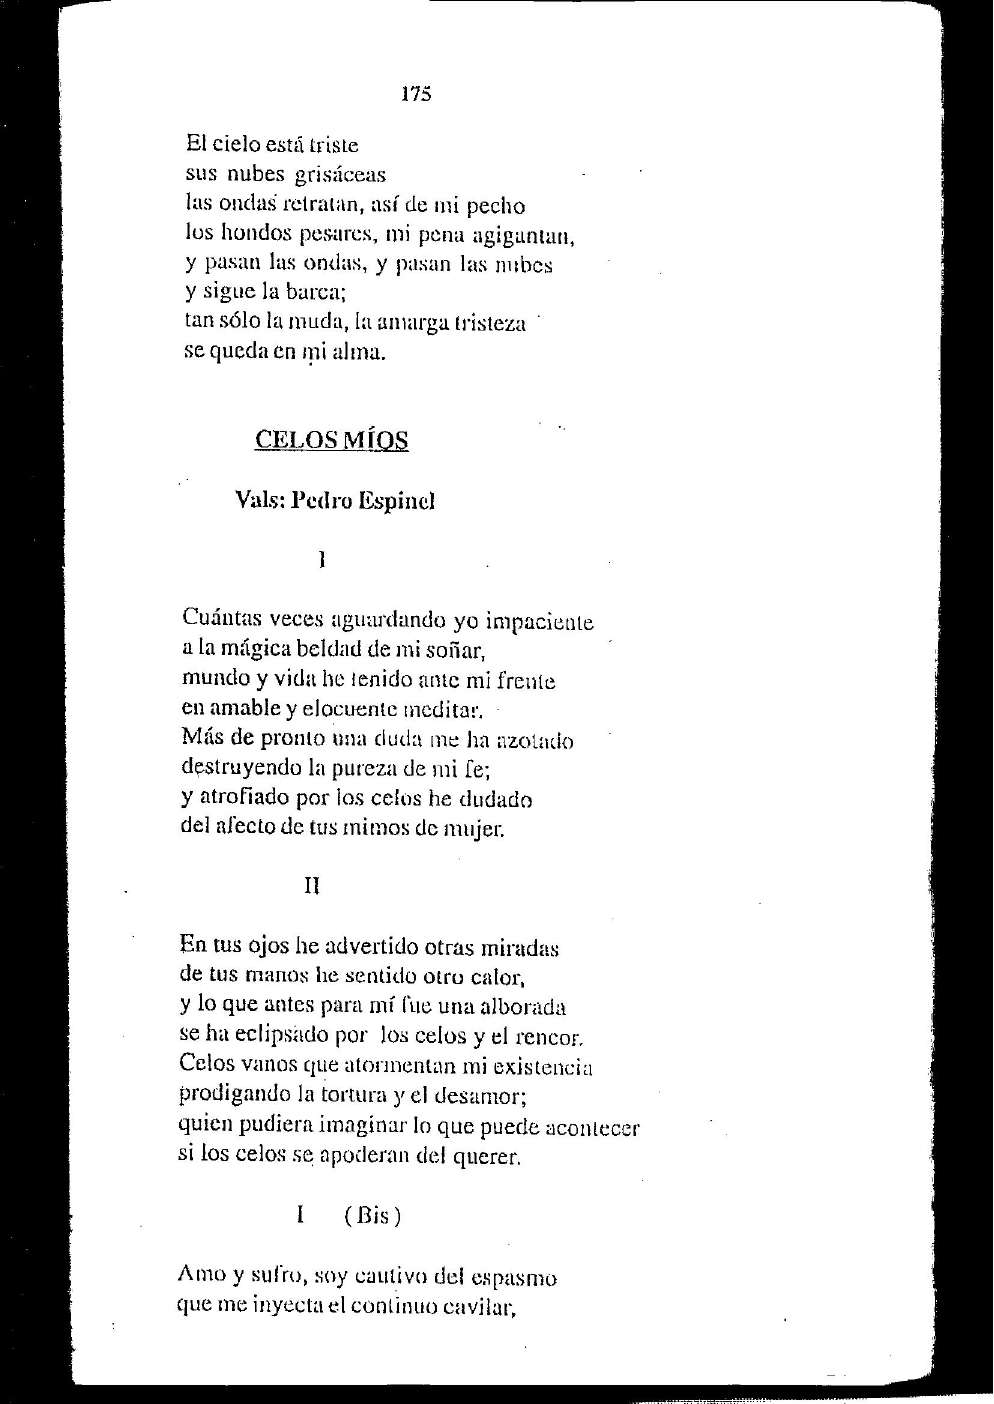 175
El cielo está triste
sus nubes grisáceas
las ondas retratan, así de mi pecho
los hondos pesares, mi pena agigantan,
y pasan las ondas, y pasan las nubes
y sigue la barca;
tan sólo la muda, la amarga tristeza
se queda en mi alma.
CELOS MÍOS
Vals: Pedro Espinel
I
Cuántas veces aguardando yo impaciente
a la mágica beldad de mi soñar,
mundo y vida he tenido ante mi frente
en amable y elocuente meditar.
Más de pronto una duda me ha azotado
destruyendo la pureza de mi fe;
y atrofiado por los celos he dudado
del afecto de tus mimos de mujer.
II
En tus ojos he advertido otras miradas
de tus manos he sentido otro calor,
y lo que antes para mí fue una alborada
se ha eclipsado por los celos y el rencor.
Celos vanos que atormentan mi existencia
prodigando la tortura y el desamor;
quien pudiera imaginar lo que puede acontecer
si los celos se apoderan del querer.
I (Bis)
Amo y sufro, soy cautivo del espasmo
que me inyecta el continuo cavilar,